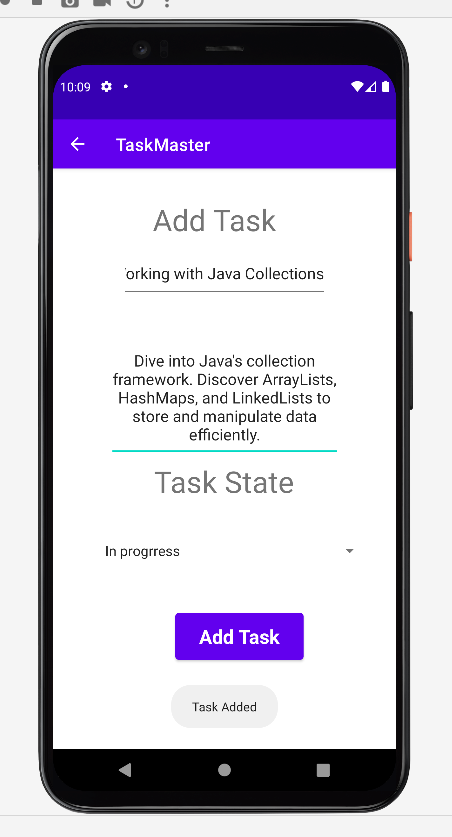 10:09
TaskMaster
Add Task
orking with Java Collections
Dive into Java's collection
framework. Discover ArrayLists,
HashMaps, and LinkedLists to
store and manipulate data
efficiently.
Task State
In progrress
Add Task
Task Added